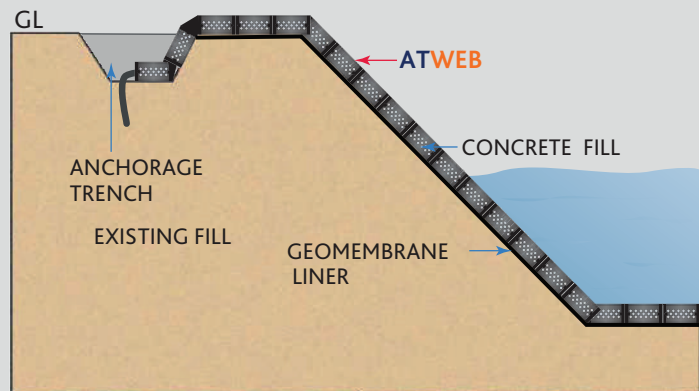 GL
ATWEB
CONCRETE FILL
ANCHORAGE
TRENCH
EXISTING FILL
GEOMEMBRANE
LINER